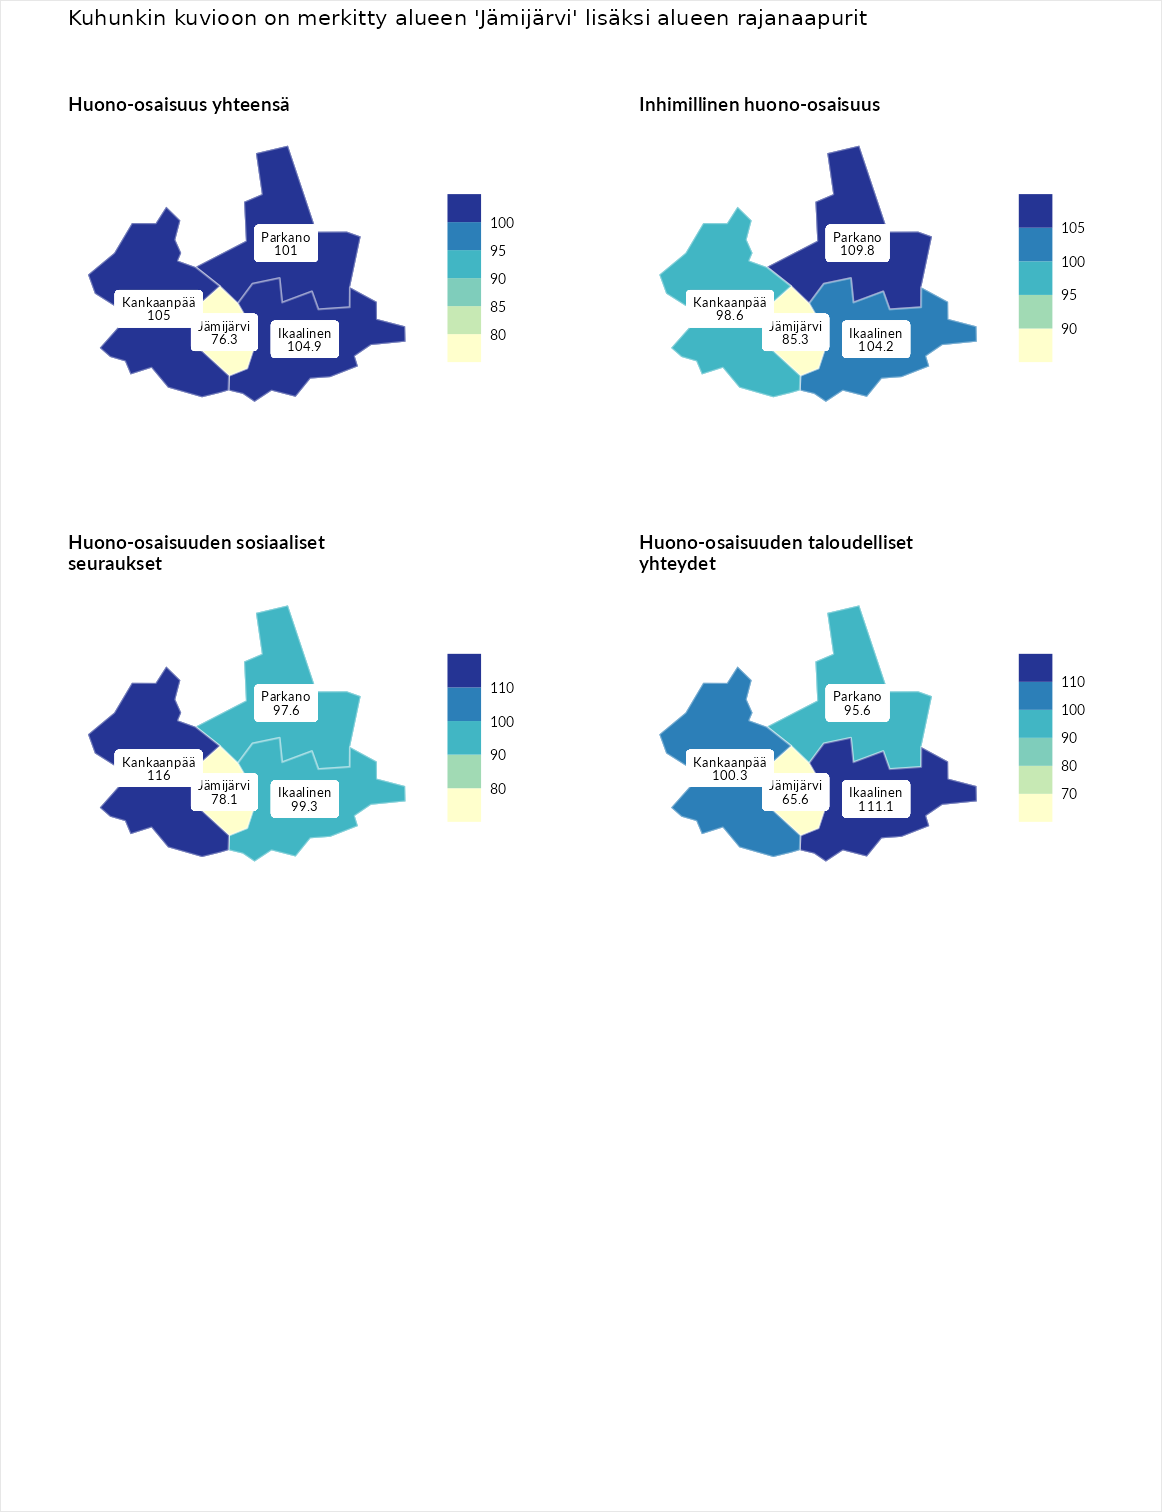 Kuhunkin kuvioon on merkitty alueen 'Jämijärvi' lisäksi alueen rajanaapurit
Huono-osaisuus yhteensä
Parkano
101
Kankaanpää
105
Jämijärvi
76.3
Ikaalinen
104.9
100
95
90
85
80
Inhimillinen huono-osaisuus
Parkano
109.8
Kankaanpää
98.6
Jämijärvi
85.3
Ikaalinen
104.2
105
100
95
90
Huono-osaisuuden sosiaaliset
seuraukset
Parkano
97.6
Kankaanpää
116
Jämijärvi
78.1
Ikaalinen
99.3
110
100
90
80
Huono-osaisuuden taloudelliset
yhteydet
Parkano
95.6
Kankaanpää
100.3
Jämijärvi
65.6
Ikaalinen
111.1
110
100
90
80
70